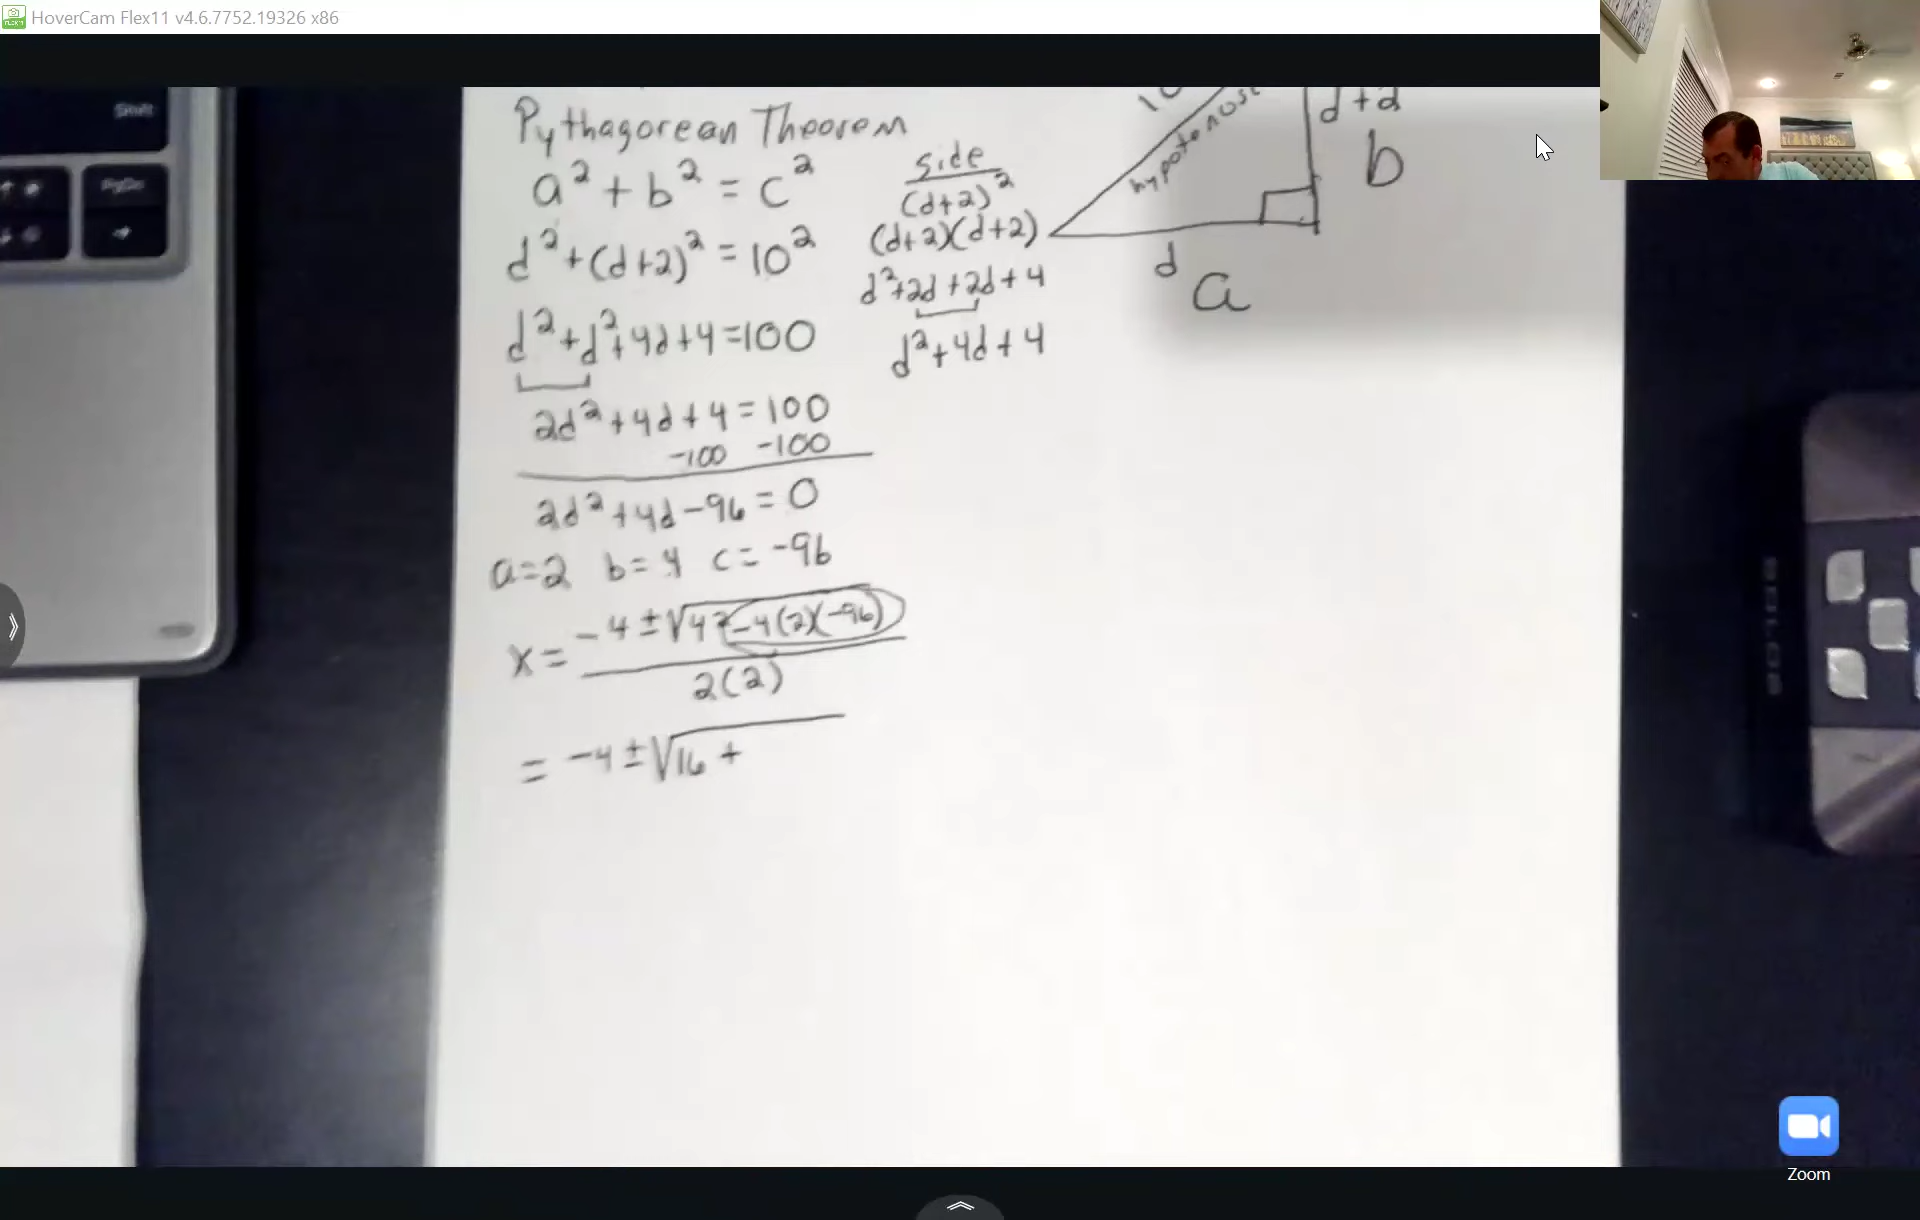 HoverCam Flex11 v4.6.7752.19326 x86
Shift
PgDn
Pythagorean Theorem
a² + b² = c²
d² + (d+2)² = 10²
d² + d² + 4d + 4 = 100
2d² + 4d + 4 = 100
-100 -100
2d² + 4d - 96 = 0
a = 2 b = 4 c = -96
x = -4 ± √4² - 4(2)(-96)
2(2)
= -4 ± √16 +
side
(d+2)²
(d+2)(d+2)
d² + 2d + 2d + 4
d² + 4d + 4
10
hypotenuse
d+2
b
d
a
Zoom